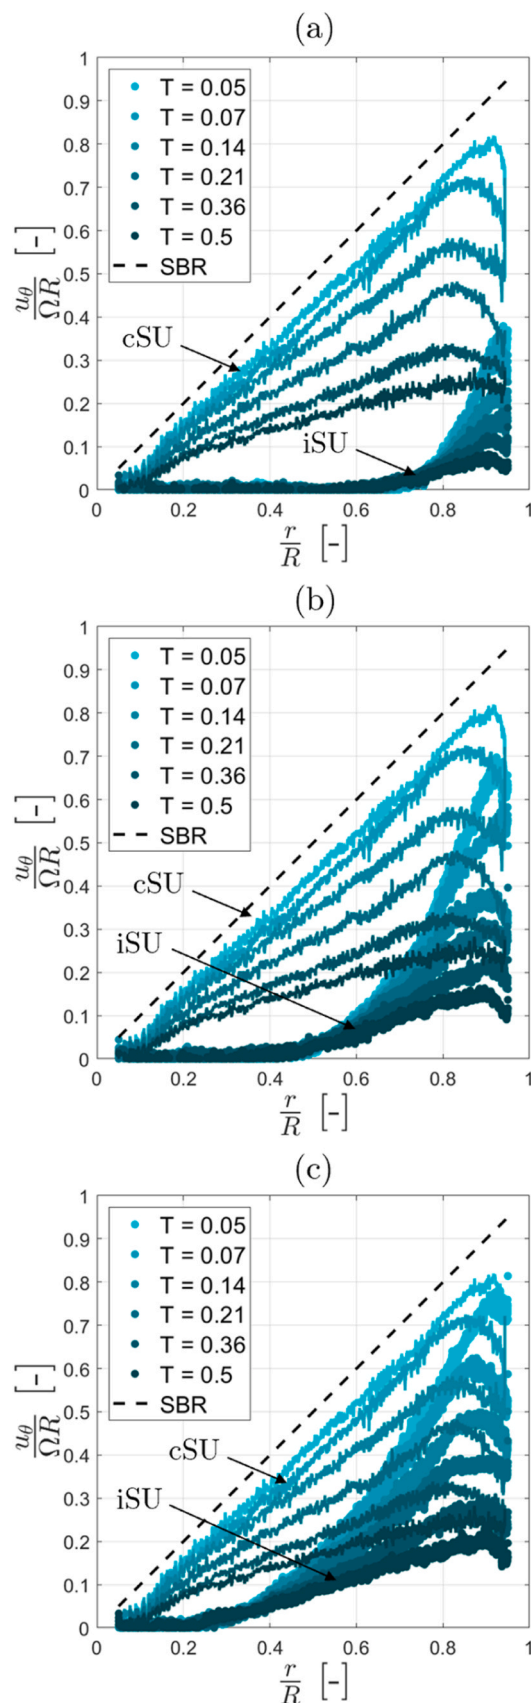 (a)
1
0.9
0.8
0.7
0.6
0.5
0.4
0.3
0.2
0.1
0
T = 0.05
T = 0.07
T = 0.14
T = 0.21
T = 0.36
T = 0.5
SBR
cSU
iSU
u_θ/ΩR [-]
0 0.2 0.4 0.6 0.8 1
r/R [-]
(b)
1
0.9
0.8
0.7
0.6
0.5
0.4
0.3
0.2
0.1
0
T = 0.05
T = 0.07
T = 0.14
T = 0.21
T = 0.36
T = 0.5
SBR
cSU
iSU
u_θ/ΩR [-]
0 0.2 0.4 0.6 0.8 1
r/R [-]
(c)
1
0.9
0.8
0.7
0.6
0.5
0.4
0.3
0.2
0.1
0
T = 0.05
T = 0.07
T = 0.14
T = 0.21
T = 0.36
T = 0.5
SBR
cSU
iSU
u_θ/ΩR [-]
0 0.2 0.4 0.6 0.8 1
r/R [-]